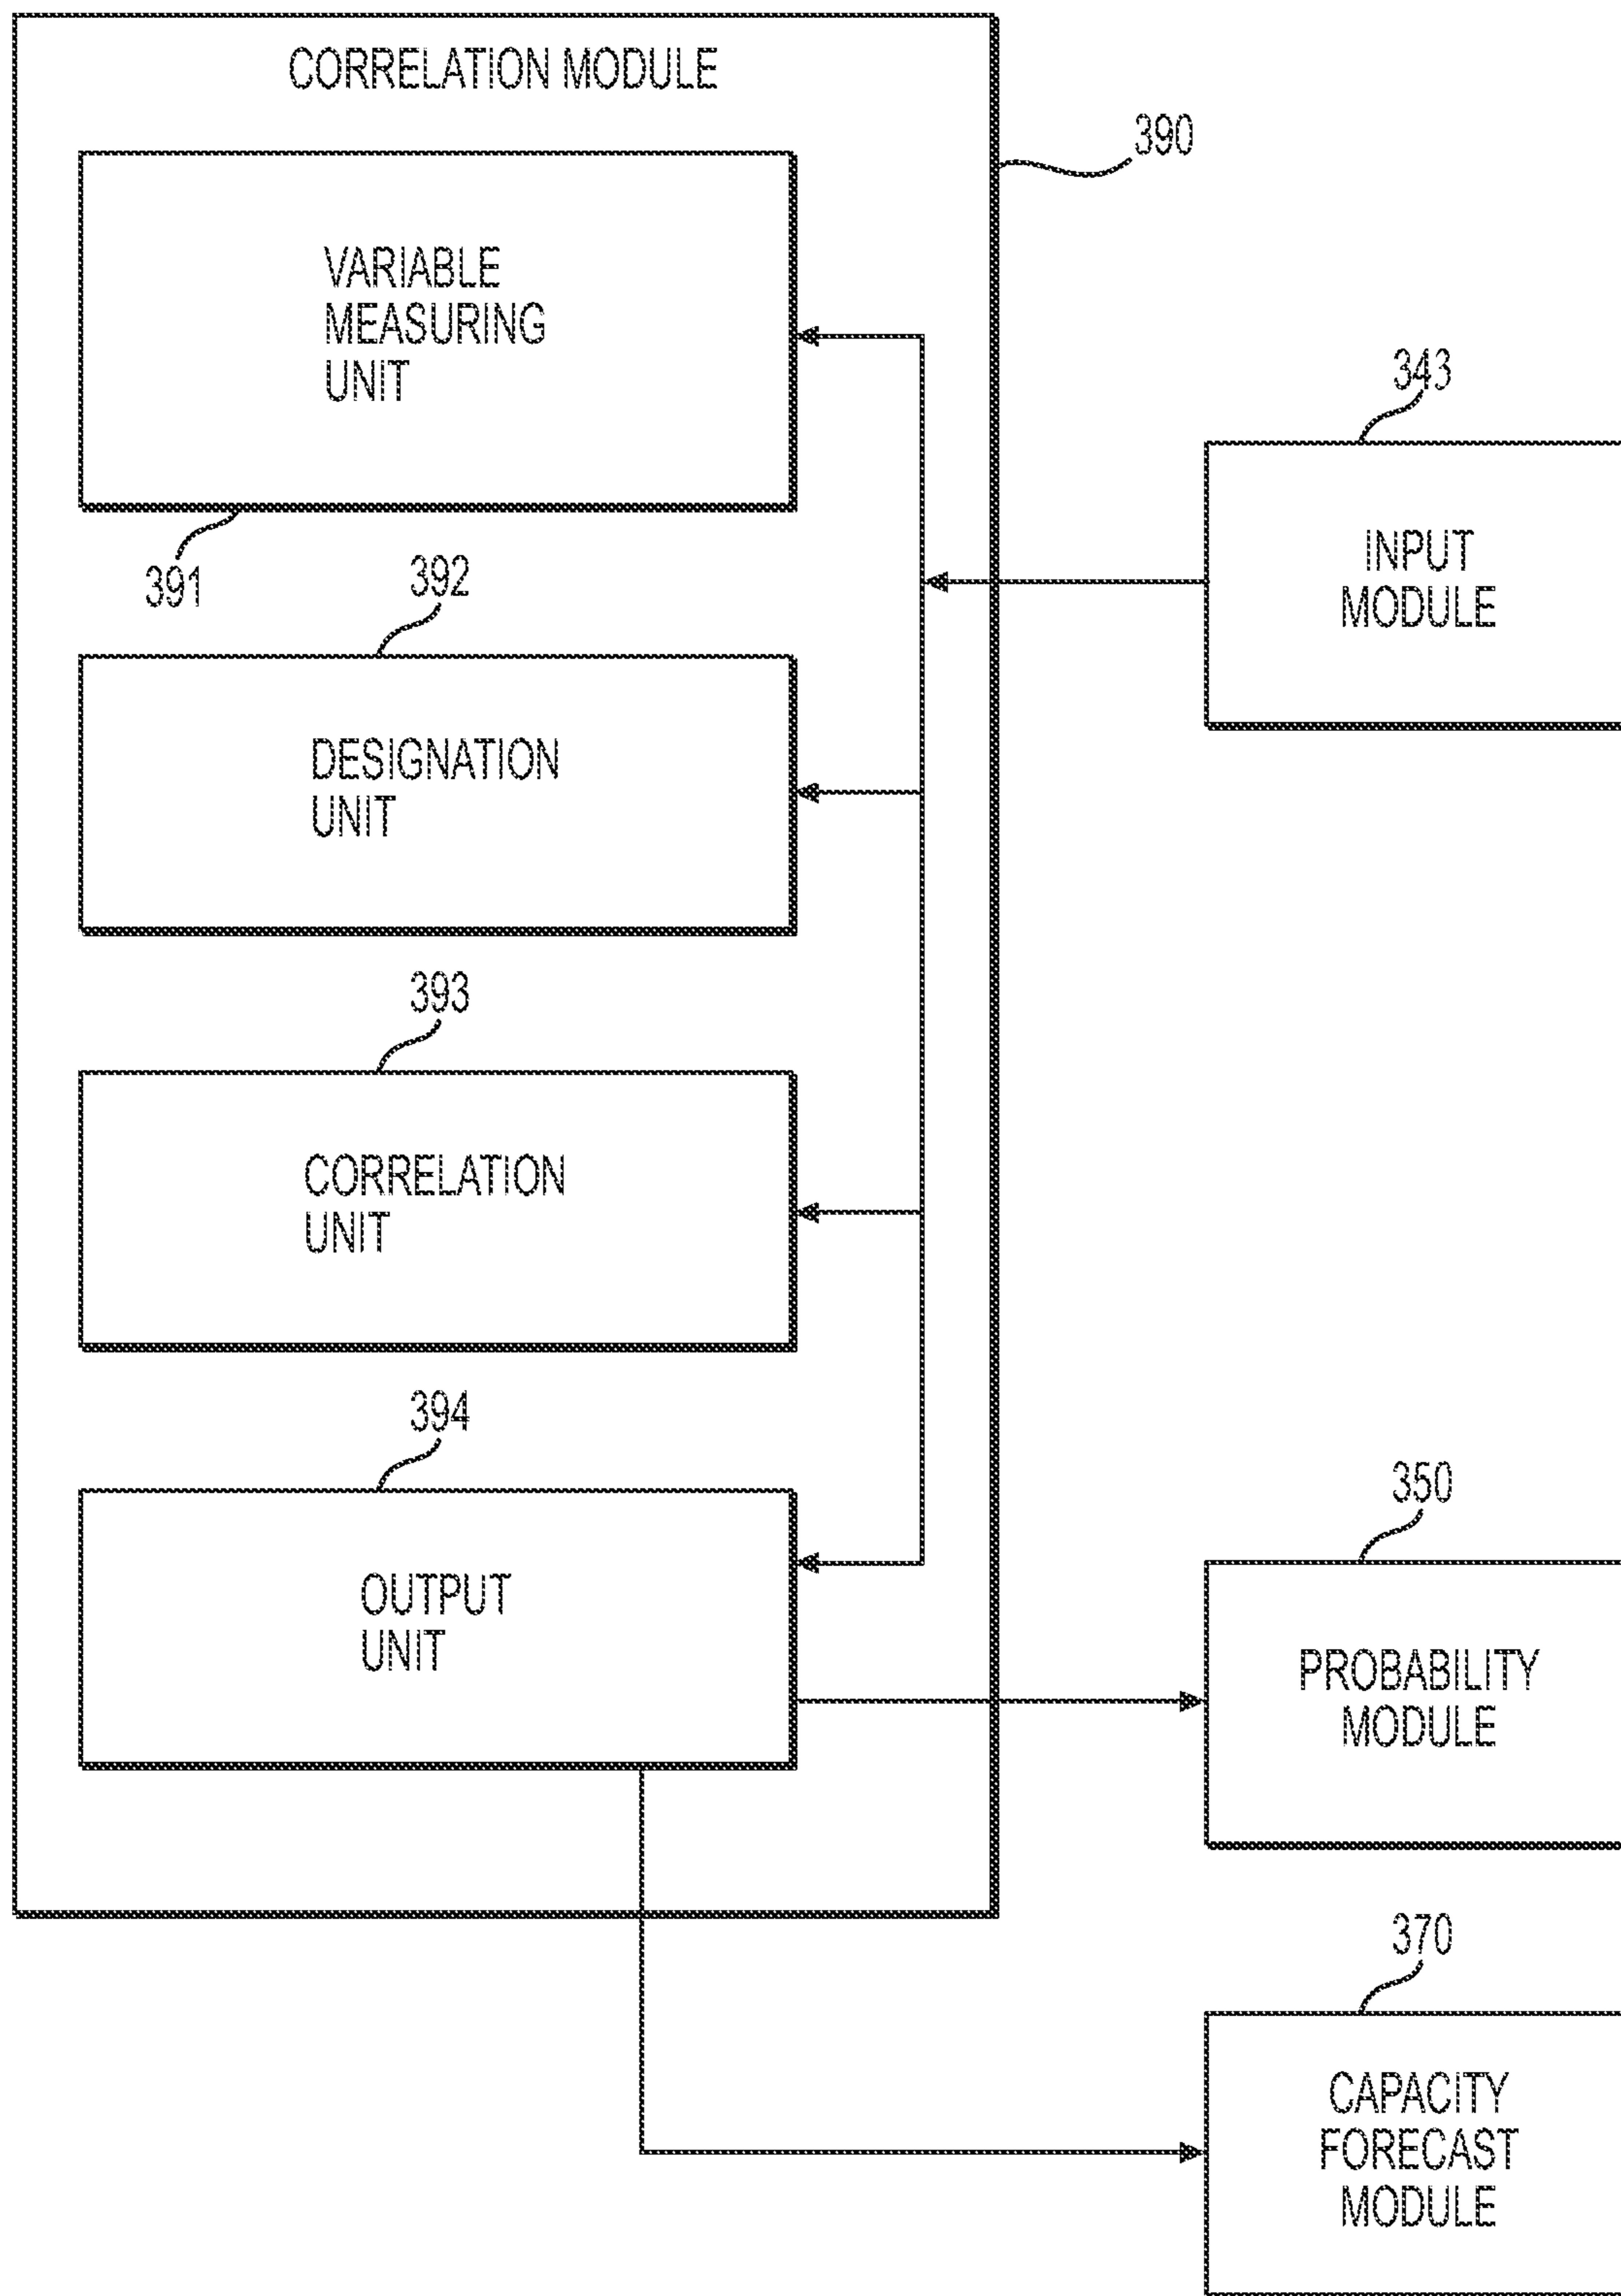 CORRELATION MODULE
390
VARIABLE
MEASURING
UNIT
391
343
INPUT
MODULE
392
DESIGNATION
UNIT
393
CORRELATION
UNIT
394
OUTPUT
UNIT
350
PROBABILITY
MODULE
370
CAPACITY
FORECAST
MODULE